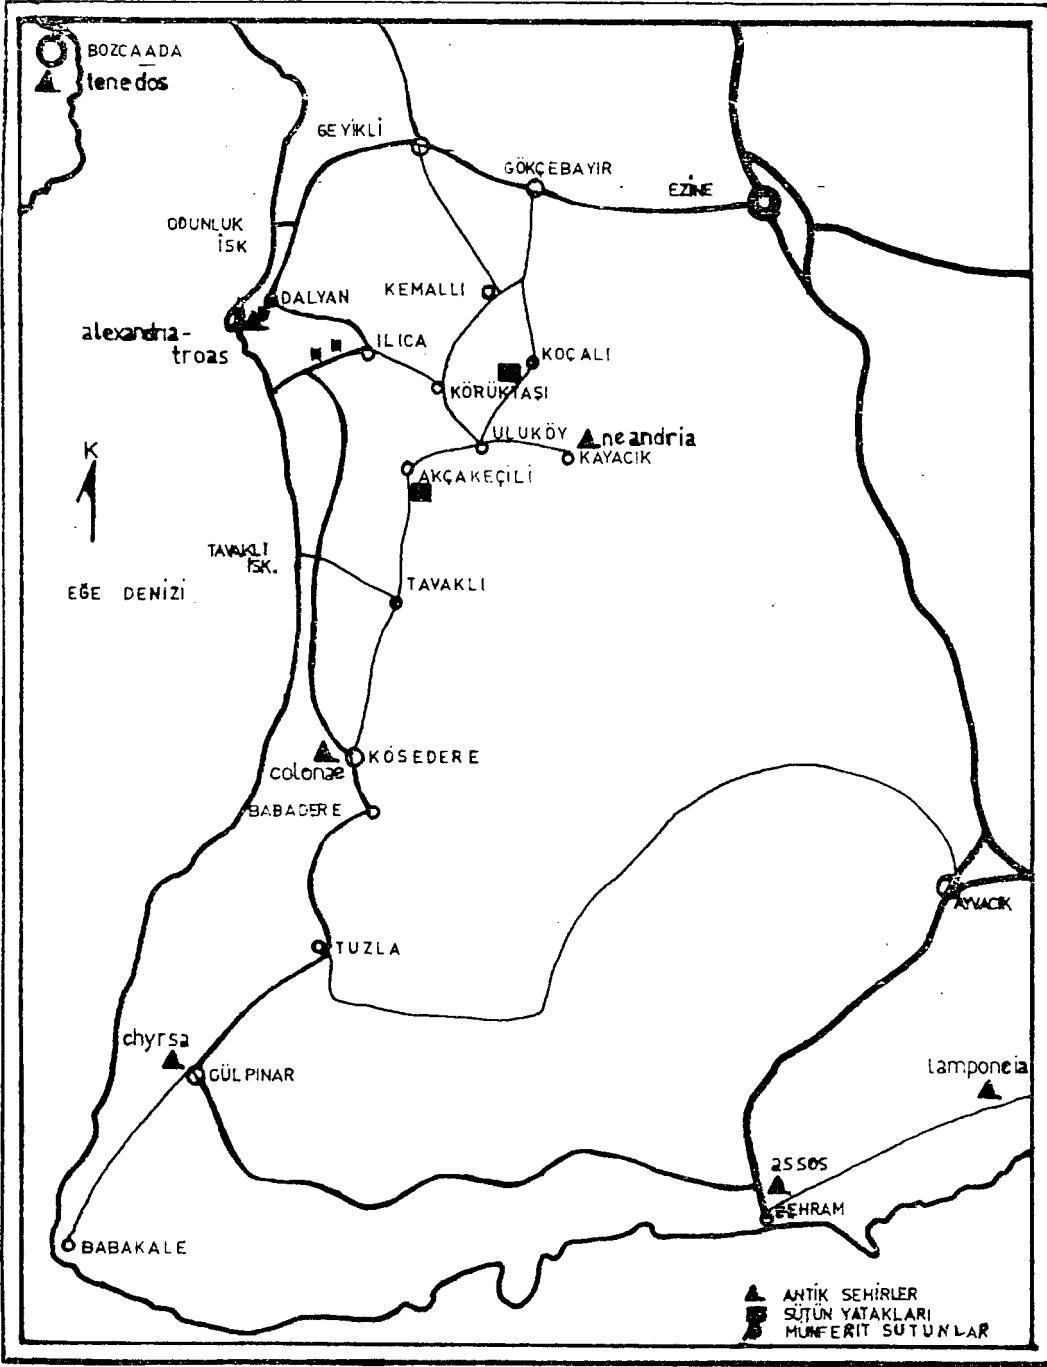 BOZCAADA
tenedos
GEYİKLİ
GÖKÇEBAYIR
EZİNE
ODUNLUK
İSK
KEMALLI
DALYAN
alexandria-
troas
ILICA
KOÇALI
KÖRÜKTAŞI
ULUKÖY
neandria
KAYACIK
K
AKÇAKEÇİLİ
TAVAKLI
İSK.
TAVAKLI
EĞE DENİZİ
KÖSEDERE
colonae
BABADERE
AYVACIK
TUZLA
chyrsa
GÜLPINAR
lamponeia
assos
BEHRAM
BABAKALE
ANTİK SEHIRLER
SÜTÜN YATAKLARI
MUNFERIT SUTUNLAR